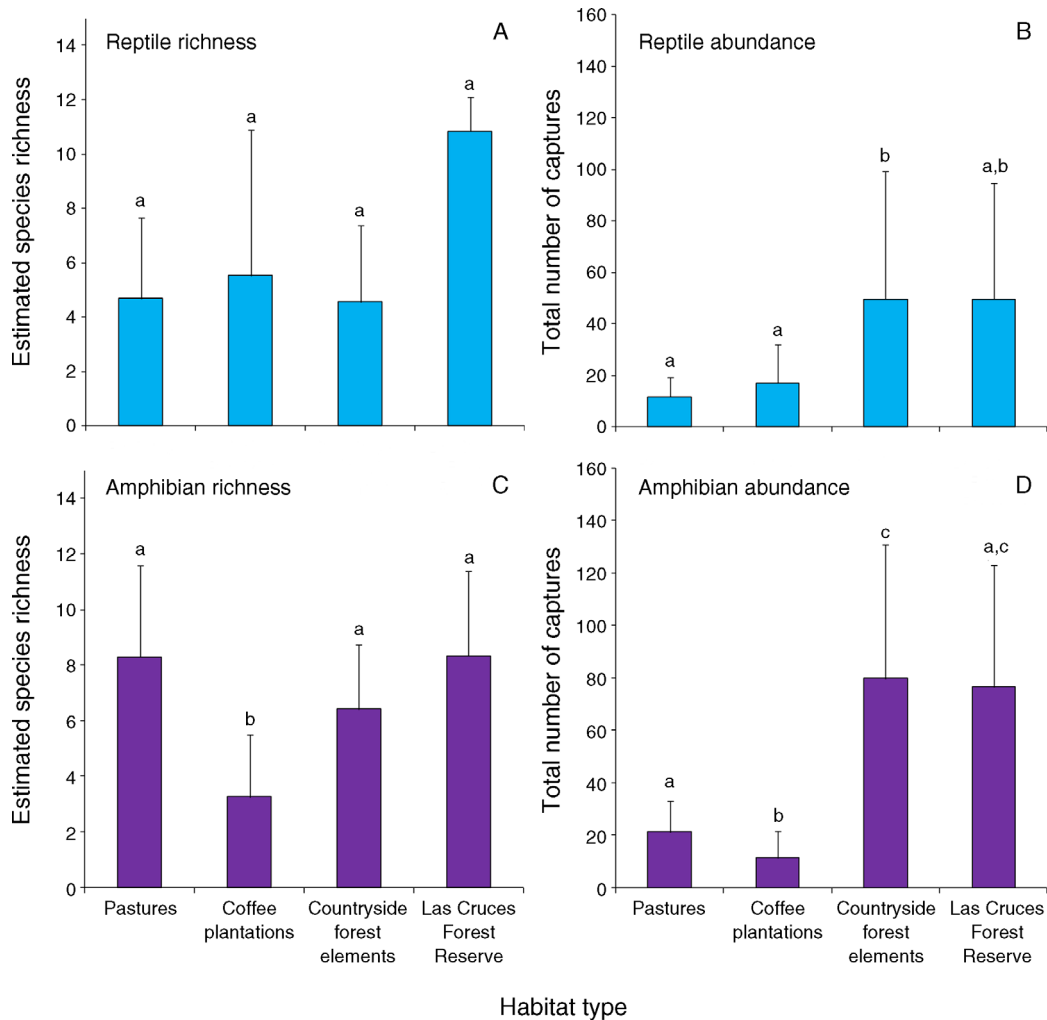 A
Reptile richness
Estimated species richness
14
12
10
8
6
4
2
0
a
a
a
a
B
Reptile abundance
Total number of captures
160
140
120
100
80
60
40
20
0
a
a
b
a,b
C
Amphibian richness
Estimated species richness
14
12
10
8
6
4
2
0
a
b
a
a
Pastures
Coffee
plantations
Countryside
forest
elements
Las Cruces
Forest
Reserve
D
Amphibian abundance
Total number of captures
160
140
120
100
80
60
40
20
0
a
b
c
a,c
Pastures
Coffee
plantations
Countryside
forest
elements
Las Cruces
Forest
Reserve
Habitat type